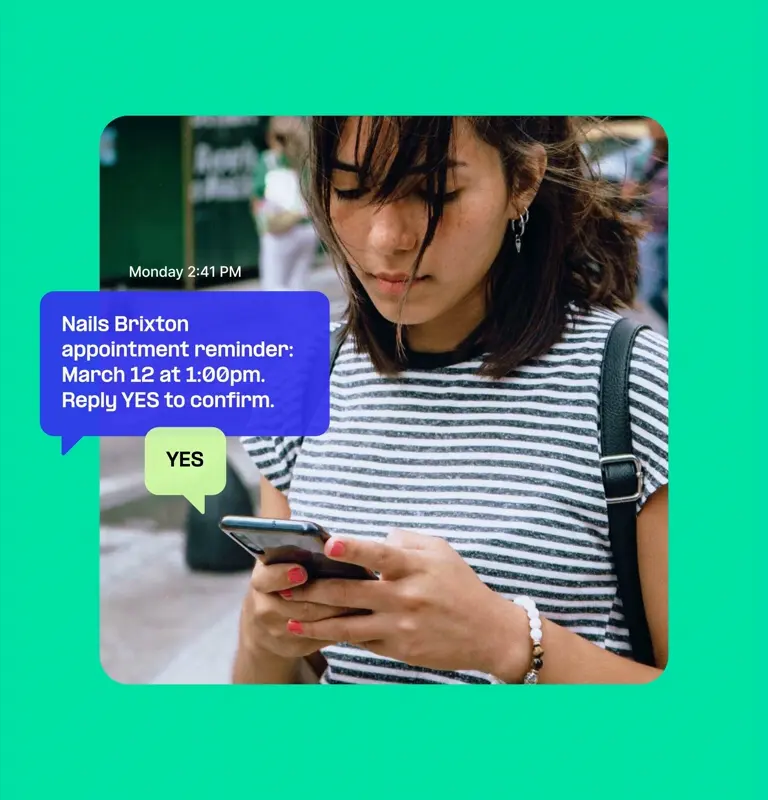 Monday 2:41 PM
Nails Brixton
appointment reminder:
March 12 at 1:00pm.
Reply YES to confirm.
YES